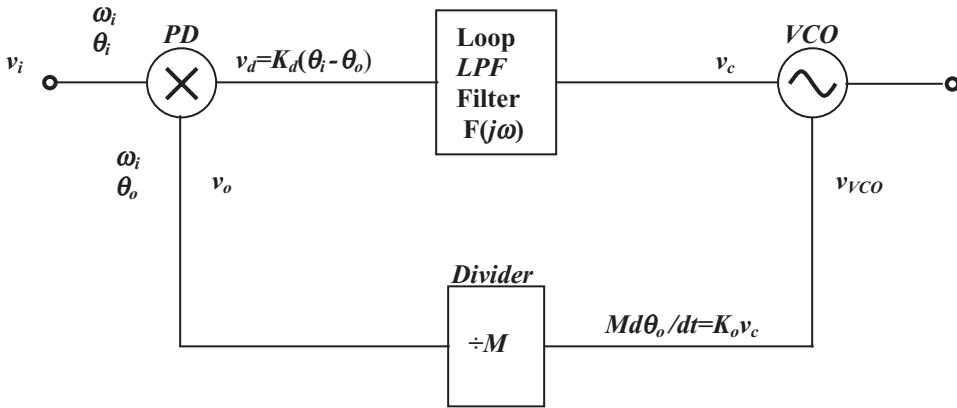 ωi
θi
PD
vi
vd=Kd(θi-θo)
Loop
LPF
Filter
F(jω)
vc
VCO
ωi
θo
vo
vVCO
Divider
÷M
Mdθo/dt=Kovc